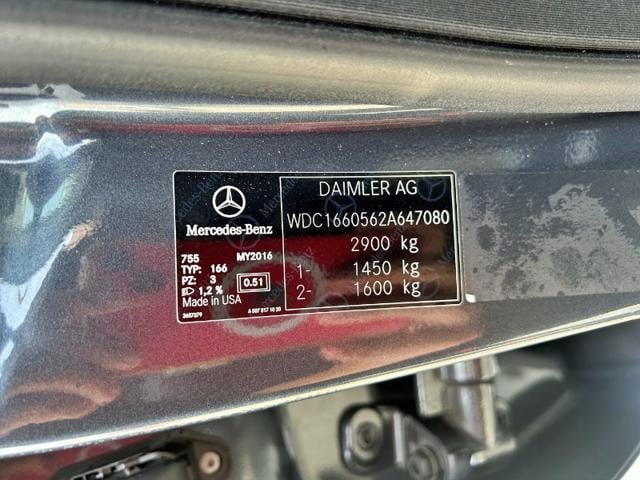 Mercedes-Benz
755 MY2016
TYP: 166
PZ: 3 0.51
1,2 %
Made in USA
DAIMLER AG
WDC1660562A647080
2900 kg
1- 1450 kg
2- 1600 kg